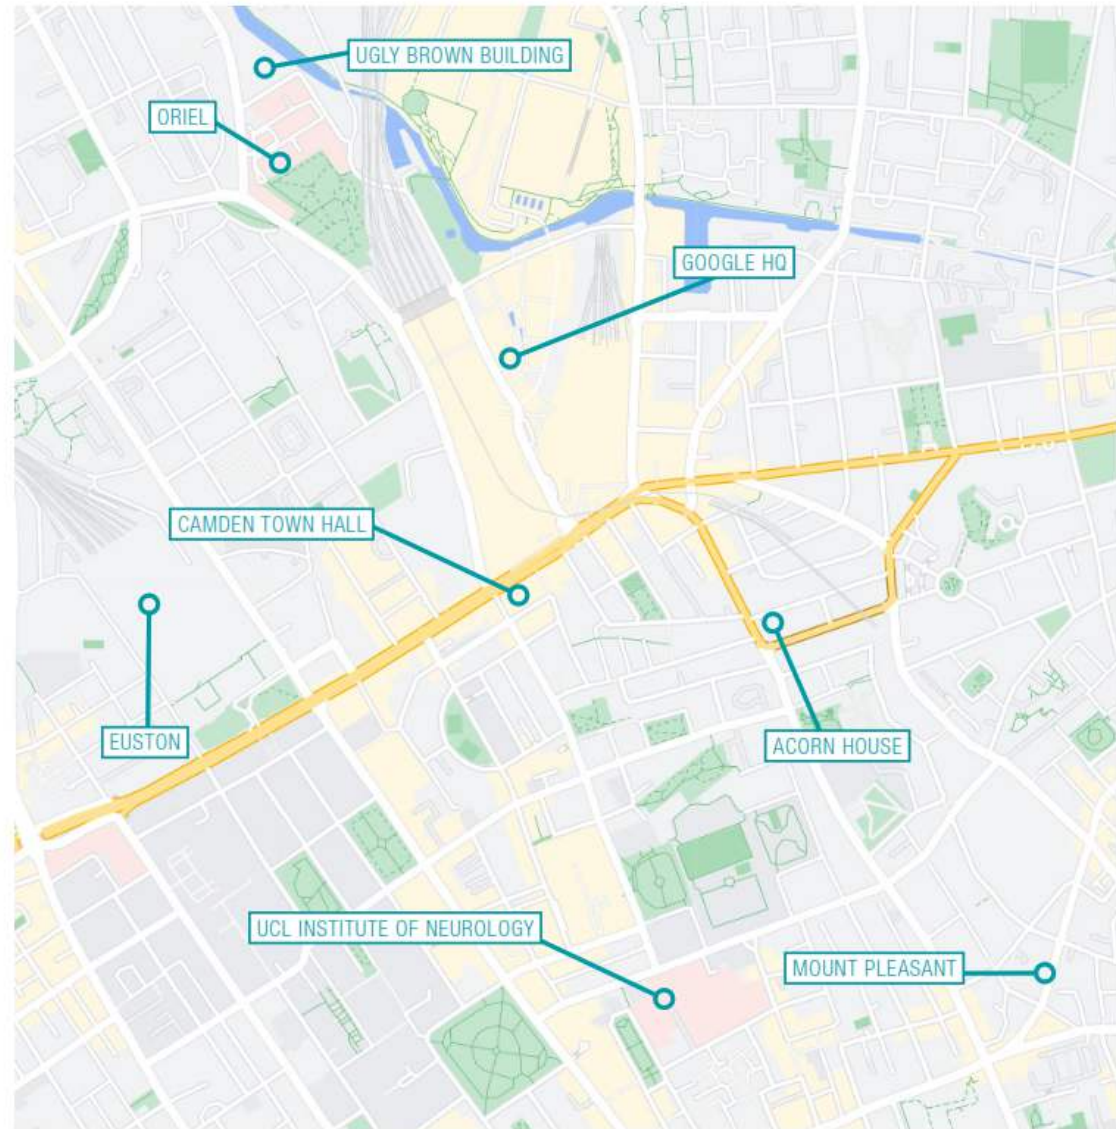 UGLY BROWN BUILDING
ORIEL
GOOGLE HQ
CAMDEN TOWN HALL
EUSTON
ACORN HOUSE
UCL INSTITUTE OF NEUROLOGY
MOUNT PLEASANT